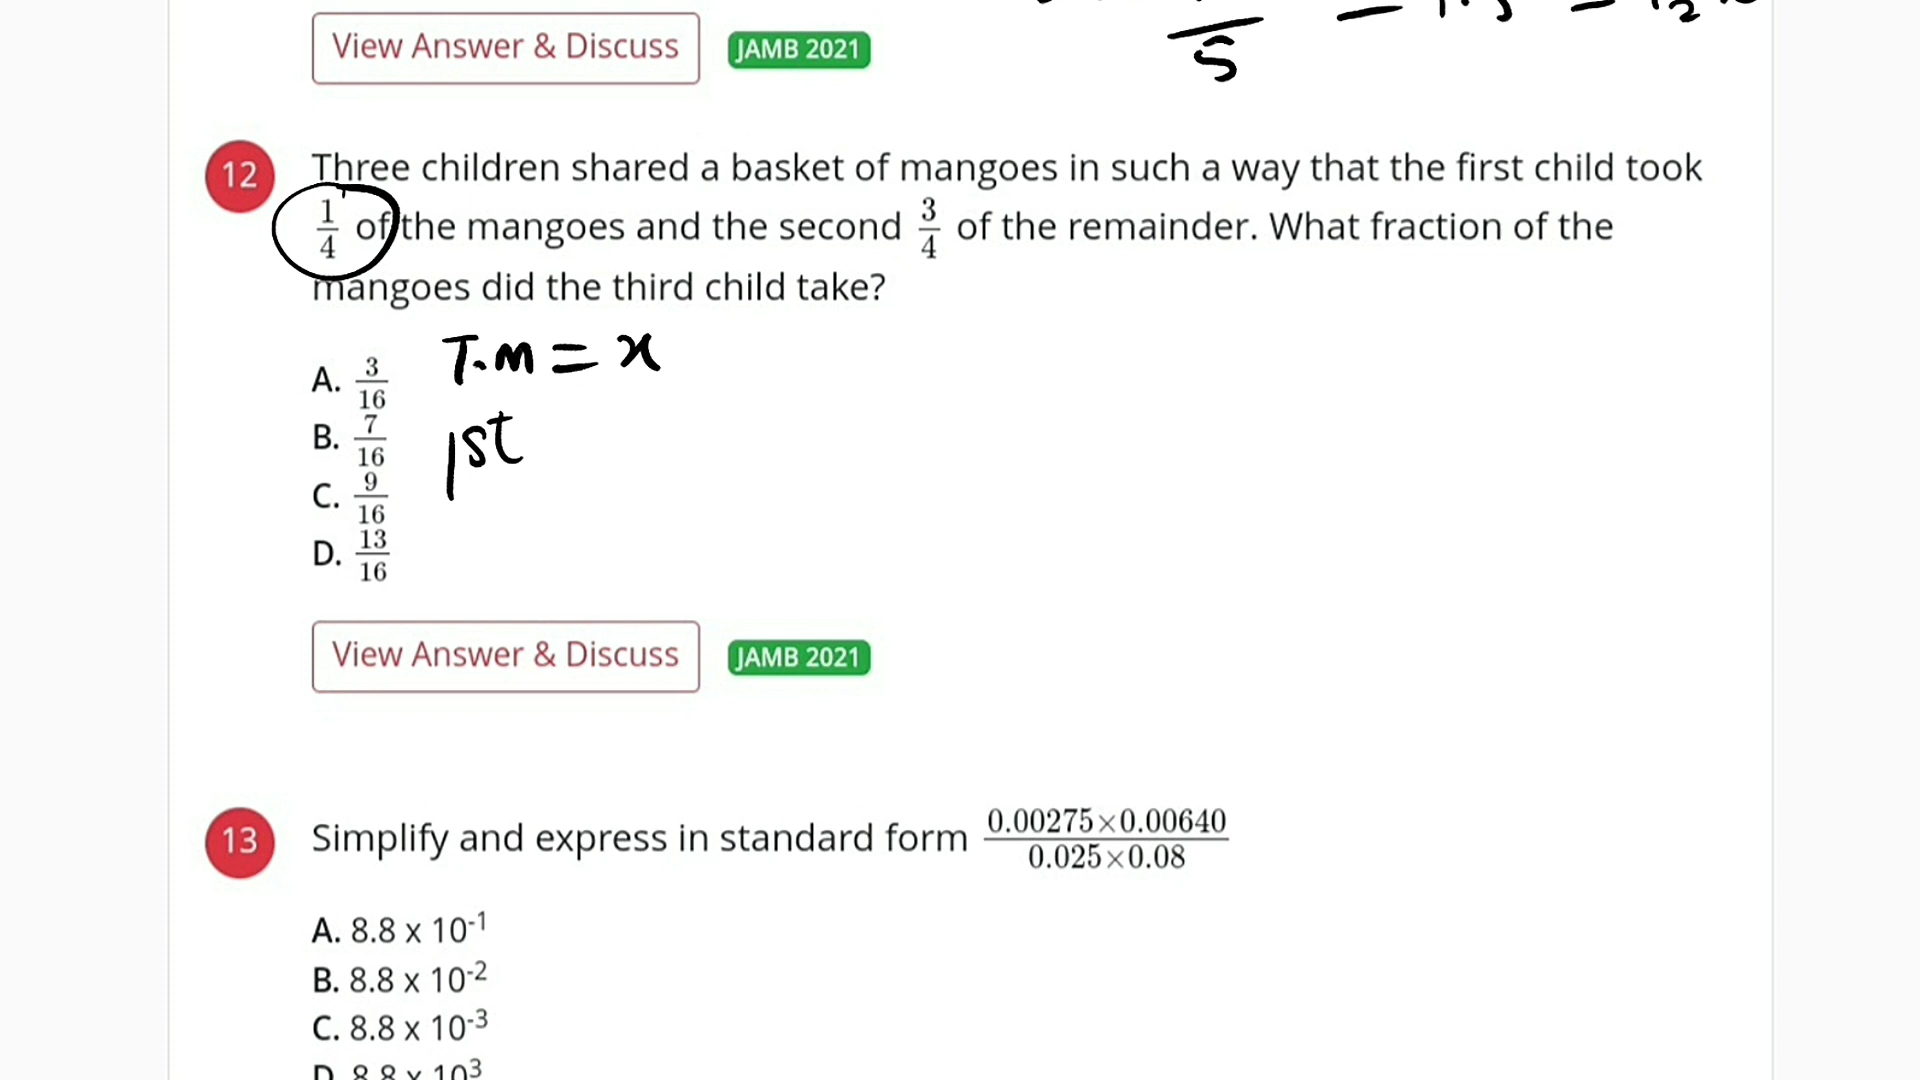 View Answer & Discuss JAMB 2021
5
12 Three children shared a basket of mangoes in such a way that the first child took
1/4 of the mangoes and the second 3/4 of the remainder. What fraction of the
mangoes did the third child take?
T.M = x
A. 3/16
1st
B. 7/16
C. 9/16
D. 13/16
View Answer & Discuss JAMB 2021
13 Simplify and express in standard form 0.00275×0.00640/0.025×0.08
A. 8.8 x 10⁻¹
B. 8.8 x 10⁻²
C. 8.8 x 10⁻³
D. 8.8 x 10³